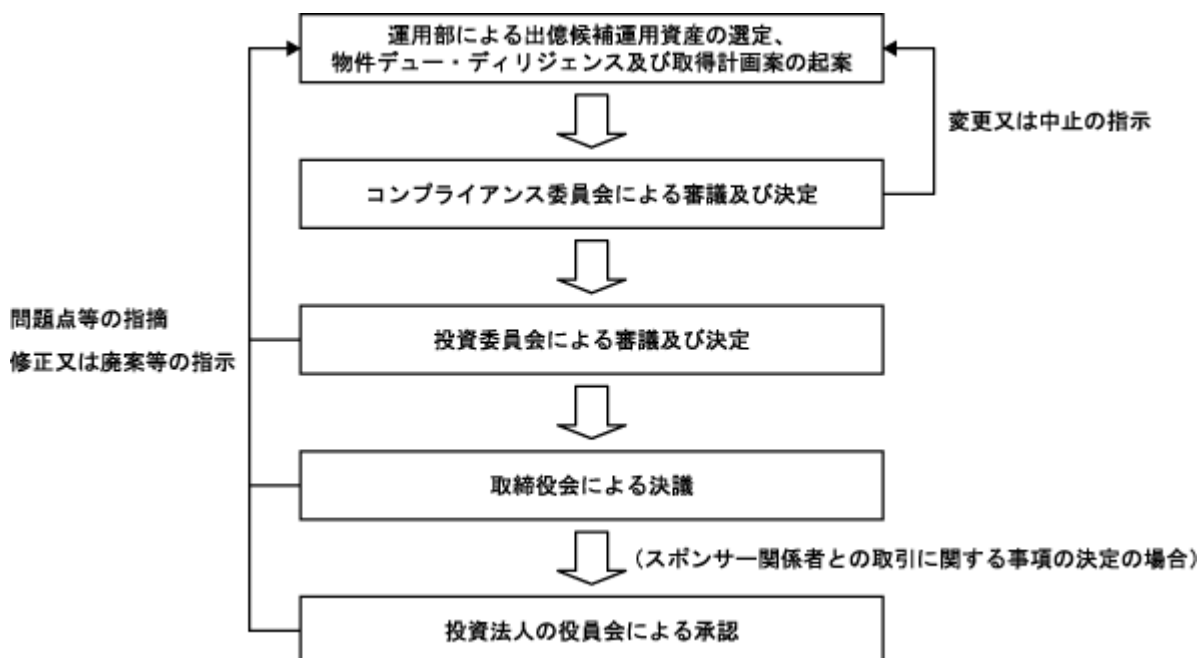 運用部による出億候補運用資産の選定、
物件デュー・ディリジェンス及び取得計画案の起案
変更又は中止の指示
コンプライアンス委員会による審議及び決定
問題点等の指摘
修正又は廃案等の指示
投資委員会による審議及び決定
取締役会による決議
（スポンサー関係者との取引に関する事項の決定の場合）
投資法人の役員会による承認